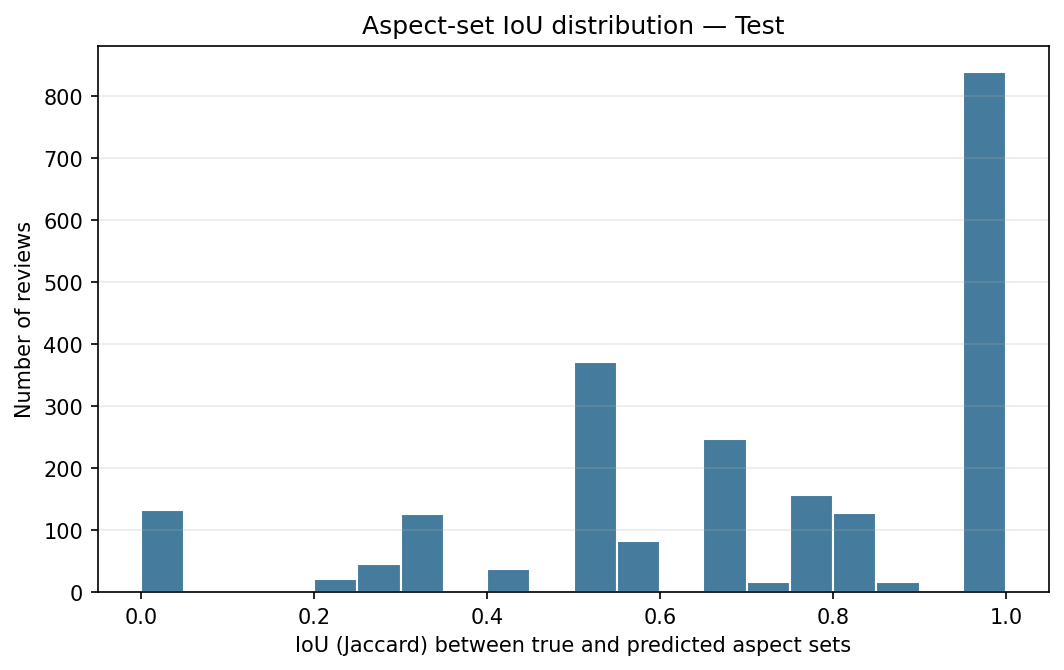 Aspect-set IoU distribution — Test
Number of reviews
800
700
600
500
400
300
200
100
0
0.0 0.2 0.4 0.6 0.8 1.0
IoU (Jaccard) between true and predicted aspect sets